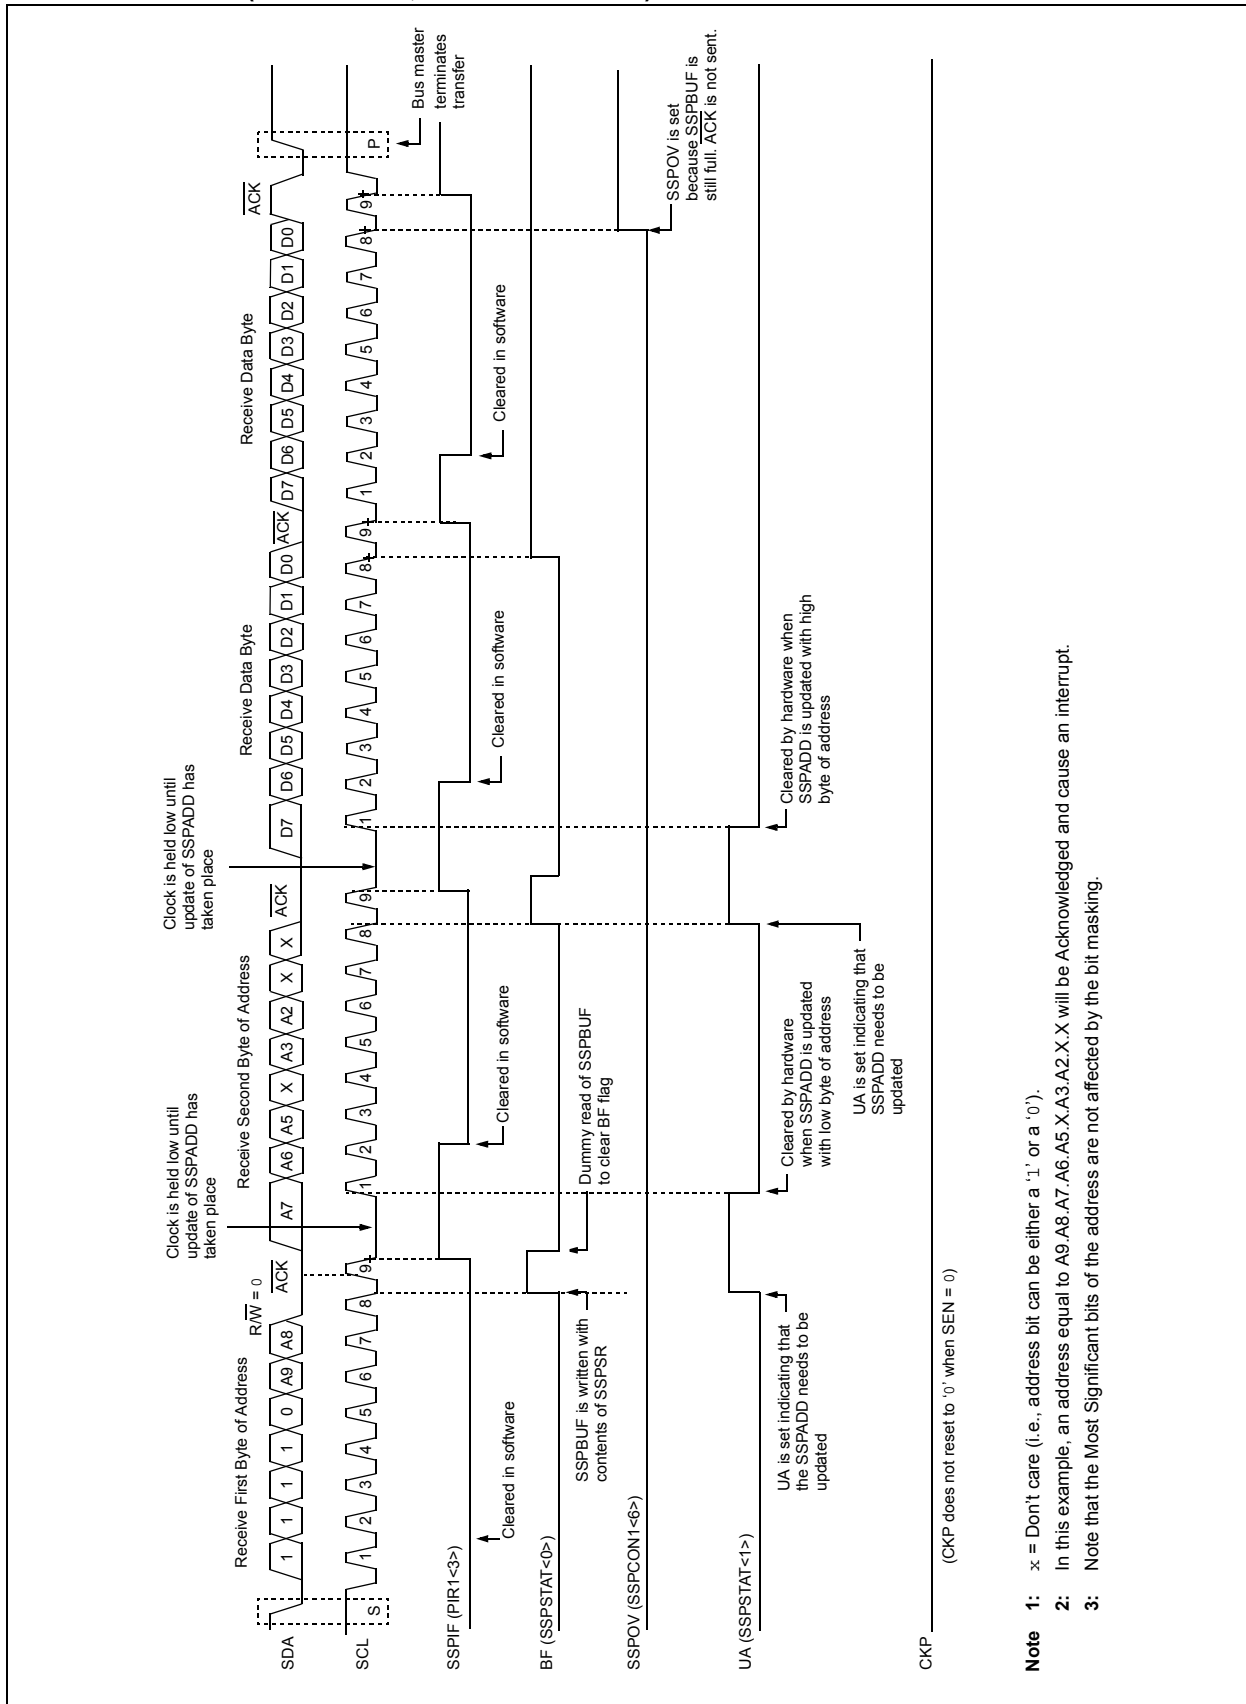 Receive First Byte of Address
R/W = 0
ACK
Clock is held low until
update of SSPADD has
taken place
Receive Second Byte of Address
ACK
Clock is held low until
update of SSPADD has
taken place
Receive Data Byte
ACK
Receive Data Byte
ACK
SDA
1 1 1 1 0 A9 A8 A7 A6 A5 X A3 A2 X X D7 D6 D5 D4 D3 D2 D1 D0 D7 D6 D5 D4 D3 D2 D1 D0
SCL
S 1 2 3 4 5 6 7 8 9 1 2 3 4 5 6 7 8 9 1 2 3 4 5 6 7 8 9 1 2 3 4 5 6 7 8 9 P
Bus master
terminates
transfer
SSPIF (PIR1<3>)
Cleared in software
Cleared in software
Cleared in software
Cleared in software
BF (SSPSTAT<0>)
SSPBUF is written with
contents of SSPSR
Dummy read of SSPBUF
to clear BF flag
SSPOV (SSPCON1<6>)
SSPOV is set
because SSPBUF is
still full. ACK is not sent.
UA (SSPSTAT<1>)
UA is set indicating that
the SSPADD needs to be
updated
Cleared by hardware
when SSPADD is updated
with low byte of address
UA is set indicating that
SSPADD needs to be
updated
Cleared by hardware when
SSPADD is updated with high
byte of address
CKP
(CKP does not reset to ‘0’ when SEN = 0)
Note 1: x = Don’t care (i.e., address bit can be either a ‘1’ or a ‘0’).
2: In this example, an address equal to A9.A8.A7.A6.A5.X.A3.A2.X.X will be Acknowledged and cause an interrupt.
3: Note that the Most Significant bits of the address are not affected by the bit masking.